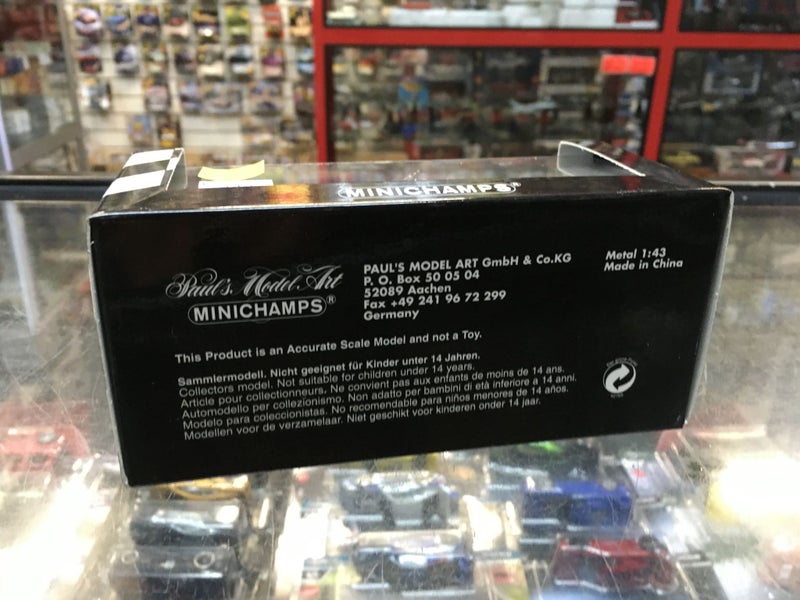 MINICHAMPS®
Paul's Model Art
MINICHAMPS®
PAUL'S MODEL ART GmbH & Co.KG
P. O. Box 50 05 04
52089 Aachen
Fax +49 241 96 72 299
Germany
Metal 1:43
Made in China
This Product is an Accurate Scale Model and not a Toy.
Sammlermodell. Nicht geeignet für Kinder unter 14 Jahren.
Collectors model. Not suitable for children under 14 years.
Article pour collectionneurs. Ne convient pas aux enfants de moins de 14 ans.
Automodello per collezionismo. Non adatto per bambini di età inferiore a 14 anni.
Modelo para coleccionistas. No recomendable para niños menores de 14 años.
Modellen voor de verzamelaar. Niet geschikt voor kinderen onder 14 jaar.